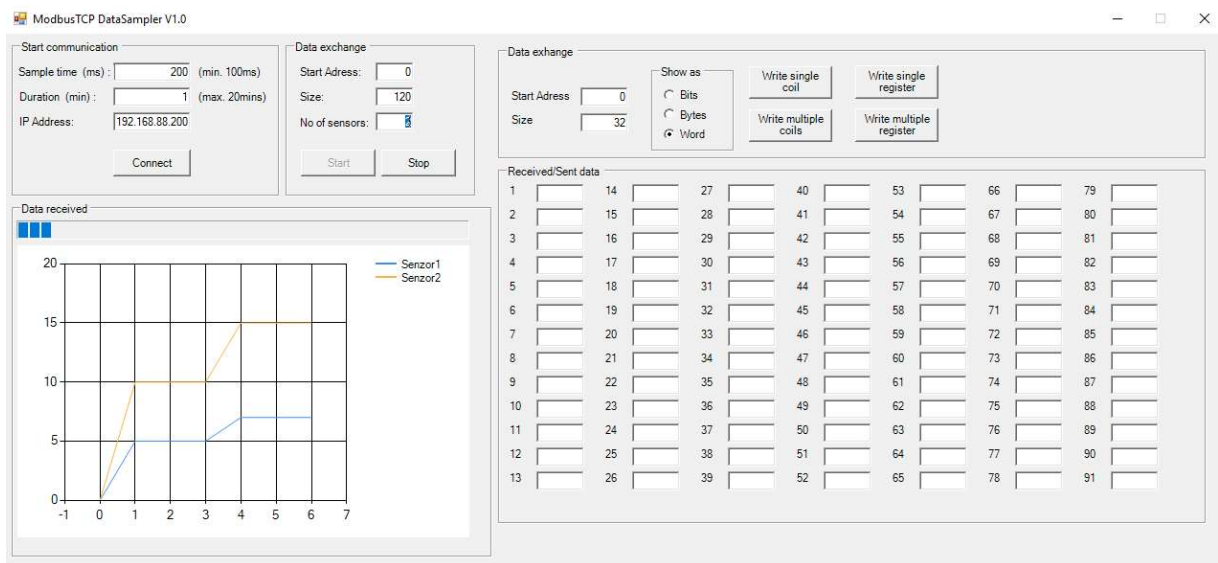 ModbusTCP DataSampler V1.0
Start communication
Sample time (ms) : 200 (min. 100ms)
Duration (min) : 1 (max. 20mins)
IP Address: 192.168.88.200
Connect
Data exchange
Start Adress: 0
Size: 120
No of sensors: 2
Start Stop
Data exhange
Start Adress 0
Size 32
Show as
Bits
Bytes
Word
Write single
coil
Write single
register
Write multiple
coils
Write multiple
register
Data received
20
15
10
5
0
-1 0 1 2 3 4 5 6 7
Senzor1
Senzor2
Received/Sent data
1 14 27 40 53 66 79
2 15 28 41 54 67 80
3 16 29 42 55 68 81
4 17 30 43 56 69 82
5 18 31 44 57 70 83
6 19 32 45 58 71 84
7 20 33 46 59 72 85
8 21 34 47 60 73 86
9 22 35 48 61 74 87
10 23 36 49 62 75 88
11 24 37 50 63 76 89
12 25 38 51 64 77 90
13 26 39 52 65 78 91